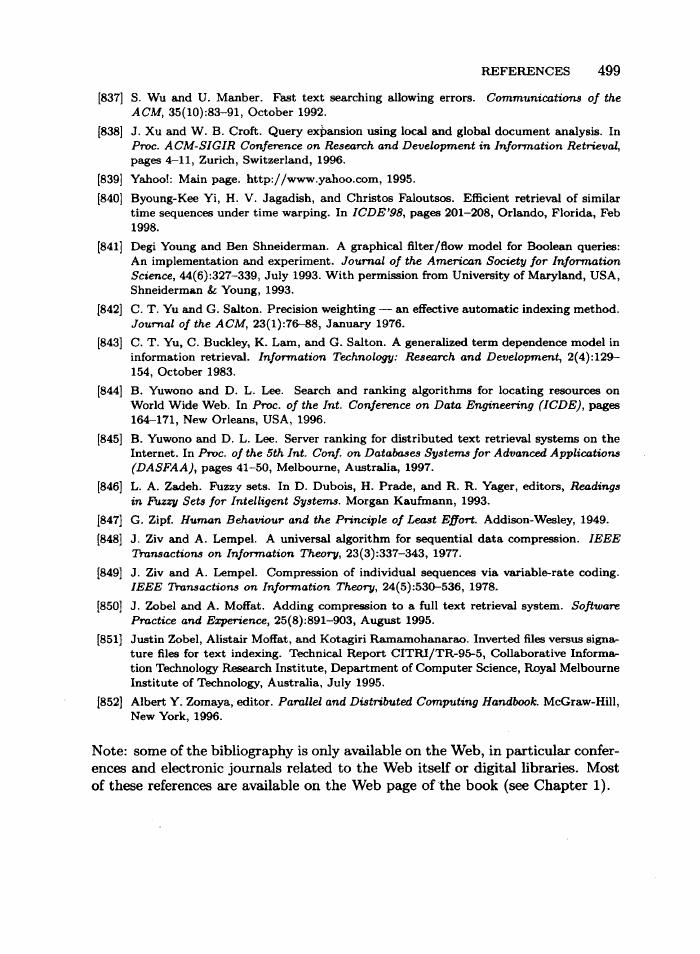 REFERENCES 499
[837] S. Wu and U. Manber. Fast text searching allowing errors. Communications of the
ACM, 35(10):83–91, October 1992.
[838] J. Xu and W. B. Croft. Query expansion using local and global document analysis. In
Proc. ACM-SIGIR Conference on Research and Development in Information Retrieval,
pages 4–11, Zurich, Switzerland, 1996.
[839] Yahoo!: Main page. http://www.yahoo.com, 1995.
[840] Byoung-Kee Yi, H. V. Jagadish, and Christos Faloutsos. Efficient retrieval of similar
time sequences under time warping. In ICDE'98, pages 201–208, Orlando, Florida, Feb
1998.
[841] Degi Young and Ben Shneiderman. A graphical filter/flow model for Boolean queries:
An implementation and experiment. Journal of the American Society for Information
Science, 44(6):327–339, July 1993. With permission from University of Maryland, USA,
Shneiderman & Young, 1993.
[842] C. T. Yu and G. Salton. Precision weighting — an effective automatic indexing method.
Journal of the ACM, 23(1):76–88, January 1976.
[843] C. T. Yu, C. Buckley, K. Lam, and G. Salton. A generalized term dependence model in
information retrieval. Information Technology: Research and Development, 2(4):129–
154, October 1983.
[844] B. Yuwono and D. L. Lee. Search and ranking algorithms for locating resources on
World Wide Web. In Proc. of the Int. Conference on Data Engineering (ICDE), pages
164–171, New Orleans, USA, 1996.
[845] B. Yuwono and D. L. Lee. Server ranking for distributed text retrieval systems on the
Internet. In Proc. of the 5th Int. Conf. on Databases Systems for Advanced Applications
(DASFAA), pages 41–50, Melbourne, Australia, 1997.
[846] L. A. Zadeh. Fuzzy sets. In D. Dubois, H. Prade, and R. R. Yager, editors, Readings
in Fuzzy Sets for Intelligent Systems. Morgan Kaufmann, 1993.
[847] G. Zipf. Human Behaviour and the Principle of Least Effort. Addison-Wesley, 1949.
[848] J. Ziv and A. Lempel. A universal algorithm for sequential data compression. IEEE
Transactions on Information Theory, 23(3):337–343, 1977.
[849] J. Ziv and A. Lempel. Compression of individual sequences via variable-rate coding.
IEEE Transactions on Information Theory, 24(5):530–536, 1978.
[850] J. Zobel and A. Moffat. Adding compression to a full text retrieval system. Software
Practice and Experience, 25(8):891–903, August 1995.
[851] Justin Zobel, Alistair Moffat, and Kotagiri Ramamohanarao. Inverted files versus signa-
ture files for text indexing. Technical Report CITRI/TR-95-5, Collaborative Informa-
tion Technology Research Institute, Department of Computer Science, Royal Melbourne
Institute of Technology, Australia, July 1995.
[852] Albert Y. Zomaya, editor. Parallel and Distributed Computing Handbook. McGraw-Hill,
New York, 1996.
Note: some of the bibliography is only available on the Web, in particular confer-
ences and electronic journals related to the Web itself or digital libraries. Most
of these references are available on the Web page of the book (see Chapter 1).